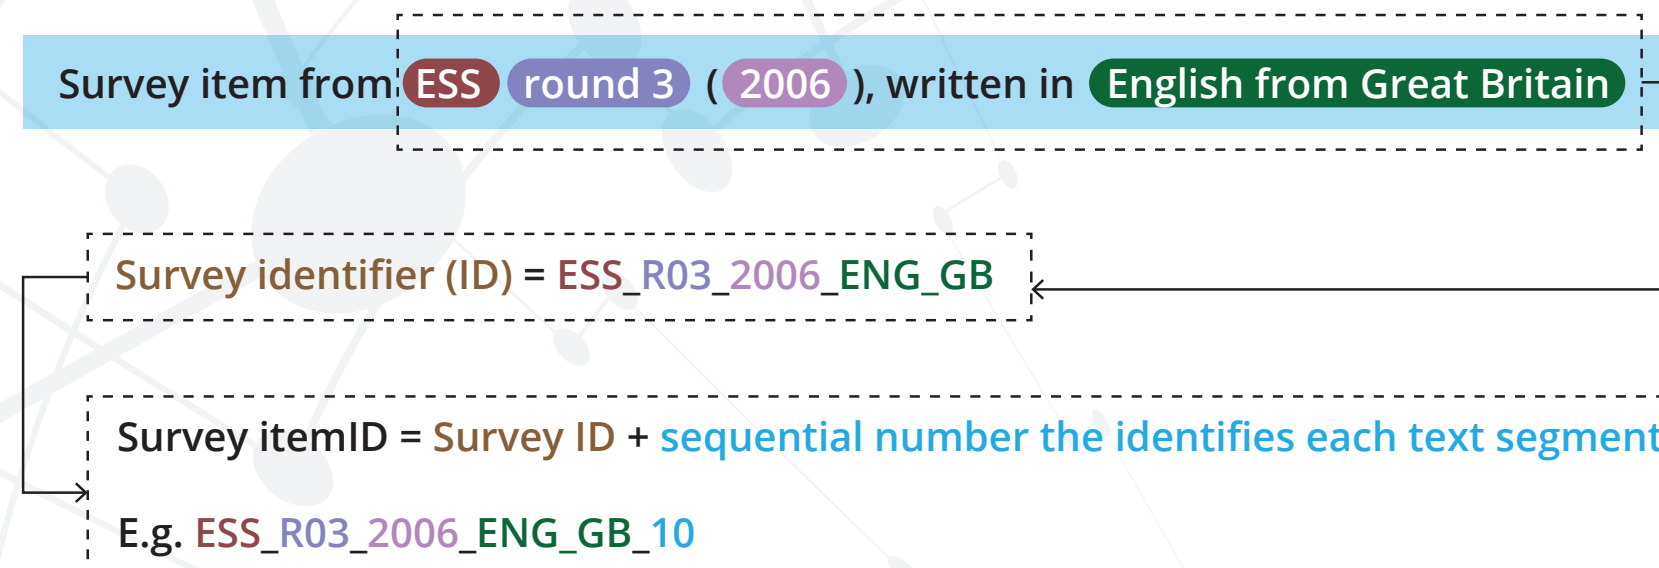 Survey item from ESS round 3 (2006), written in English from Great Britain
Survey identifier (ID) = ESS_R03_2006_ENG_GB
Survey itemID = Survey ID + sequential number the identifies each text segment
E.g. ESS_R03_2006_ENG_GB_10